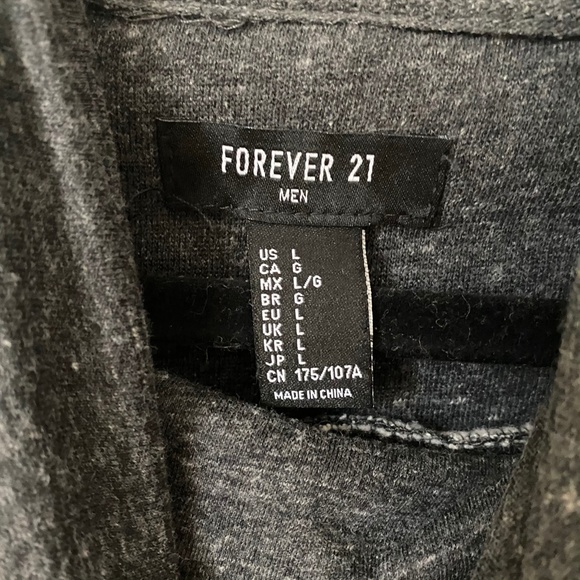 FOREVER 21
MEN
US L
CA G
MX L/G
BR G
EU L
UK L
KR L
JP L
CN 175/107A
MADE IN CHINA